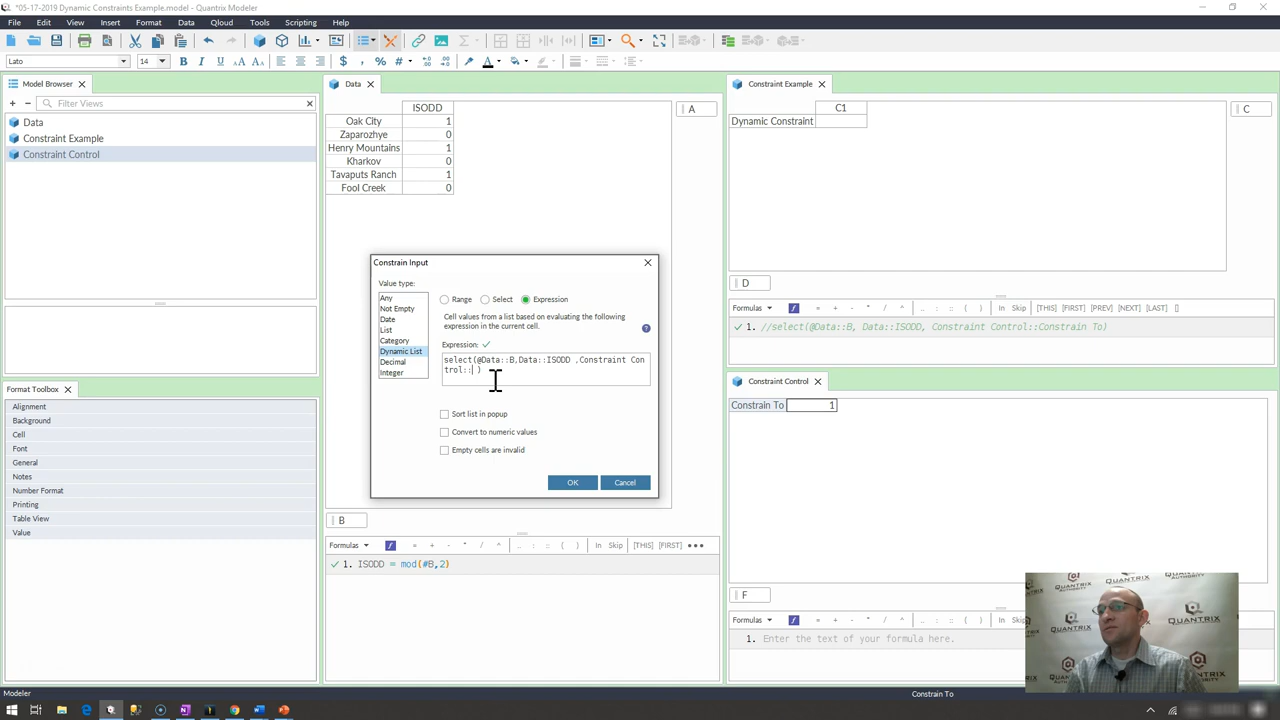 *05-17-2019 Dynamic Constraints Example.model - Quantrix Modeler
File Edit View Insert Format Data Qloud Tools Scripting Help
Lato 14 B I U A A $ % #
Model Browser
Filter Views
Data
Constraint Example
Constraint Control
Format Toolbox
Alignment
Background
Cell
Font
General
Notes
Number Format
Printing
Table View
Value
Data
ISODD
Oak City 1
Zaparozhye 0
Henry Mountains 1
Kharkov 0
Tavaputs Ranch 1
Fool Creek 0
A
B
Formulas = + - * / ^ .. : :: ( ) In Skip [THIS] [FIRST] •••
1. ISODD = mod(#B,2)
Constrain Input
Value type:
Any
Not Empty
Date
List
Category
Dynamic List
Decimal
Integer
Range Select Expression
Cell values from a list based on evaluating the following
expression in the current cell.
Expression:
select(@Data::B,Data::ISODD ,Constraint Con
trol:: )
Sort list in popup
Convert to numeric values
Empty cells are invalid
OK Cancel
Constraint Example
C1
Dynamic Constraint
C
D
Formulas = + - * / ^ .. : :: ( ) In Skip [THIS] [FIRST] [PREV] [NEXT] [LAST] []
1. //select(@Data::B, Data::ISODD, Constraint Control::Constrain To)
Constraint Control
Constrain To 1
F
Formulas = + - * / ^ .. : :: ( ) In Skip
1. Enter the text of your formula here.
QUANTRIX
AUTHORITY
QUANTRIX
Modeler
Constrain To